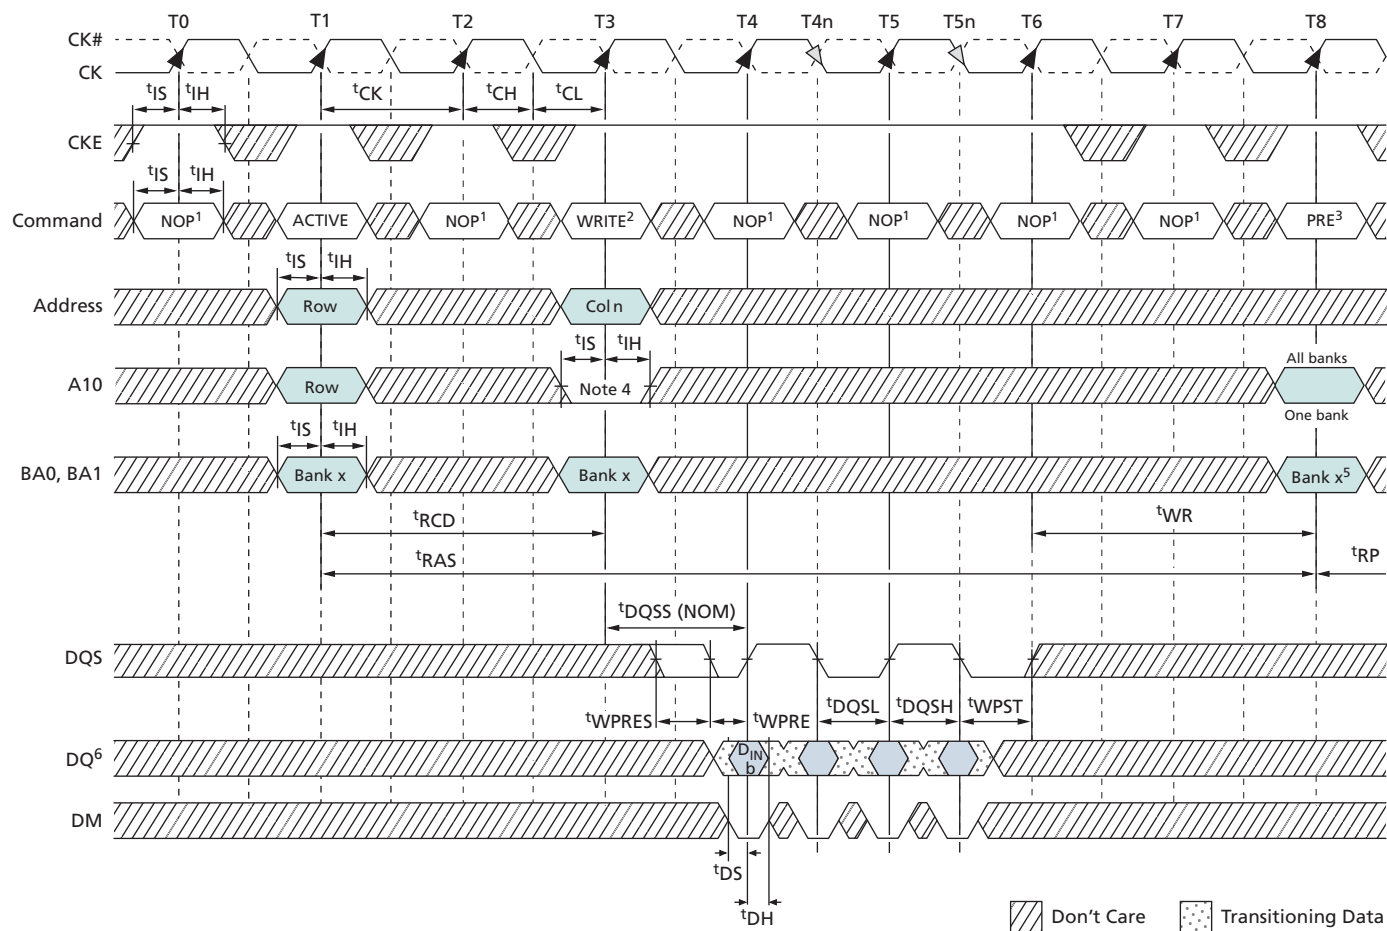 T0 T1 T2 T3 T4 T4n T5 T5n T6 T7 T8
CK#
CK
tIS tIH tCK tCH tCL
CKE
tIS tIH
Command NOP1 ACTIVE NOP1 WRITE2 NOP1 NOP1 NOP1 NOP1 PRE3
tIS tIH
Address Row Col n
tIS tIH
All banks
A10 Row Note 4
One bank
tIS tIH
BA0, BA1 Bank x Bank x Bank x5
tRCD tWR
tRAS tRP
tDQSS (NOM)
DQS
tWPRES tWPRE tDQSL tDQSH tWPST
DQ6 DIN b
DM
tDS
tDH
Don't Care Transitioning Data